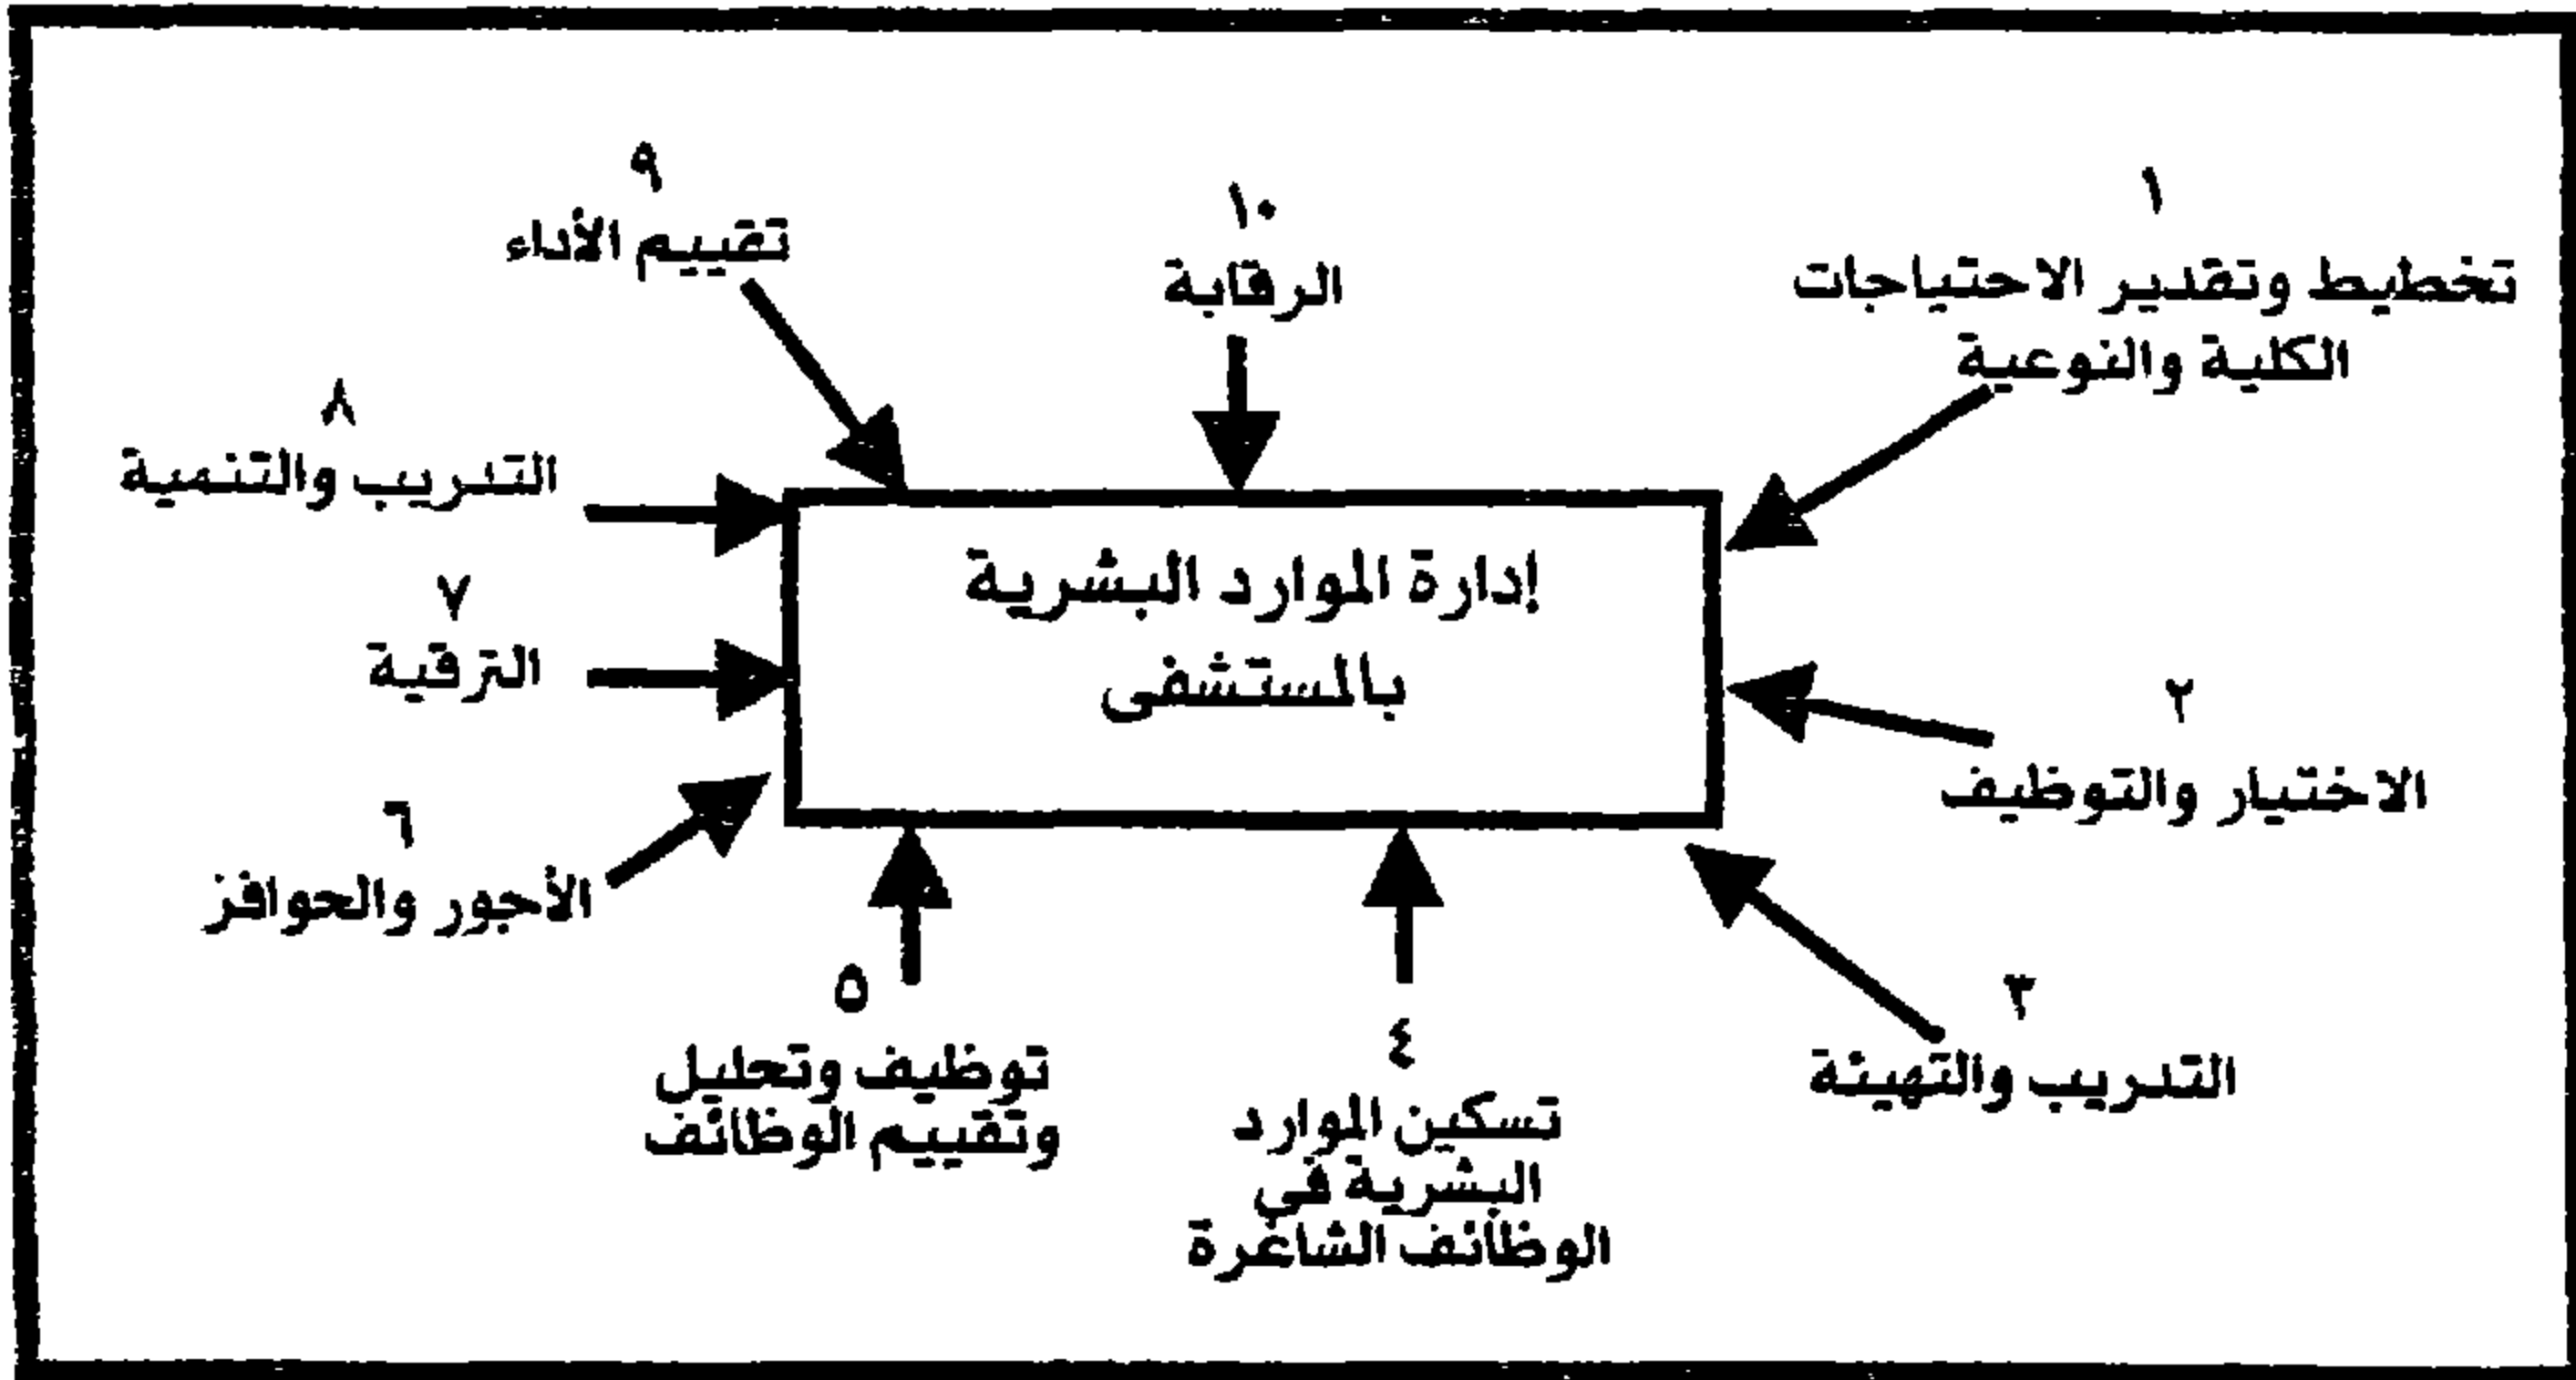 إدارة الموارد البشرية
بالمستشفى
١
تخطيط وتقدير الاحتياجات
الكلية والنوعية
٢
الاختيار والتوظيف
٣
التدريب والتهيئة
٤
تسكين الموارد
البشرية في
الوظائف الشاغرة
٥
توظيف وتحليل
وتقييم الوظائف
٦
الأجور والحوافز
٧
الترقية
٨
التدريب والتنمية
٩
تقييم الأداء
١٠
الرقابة